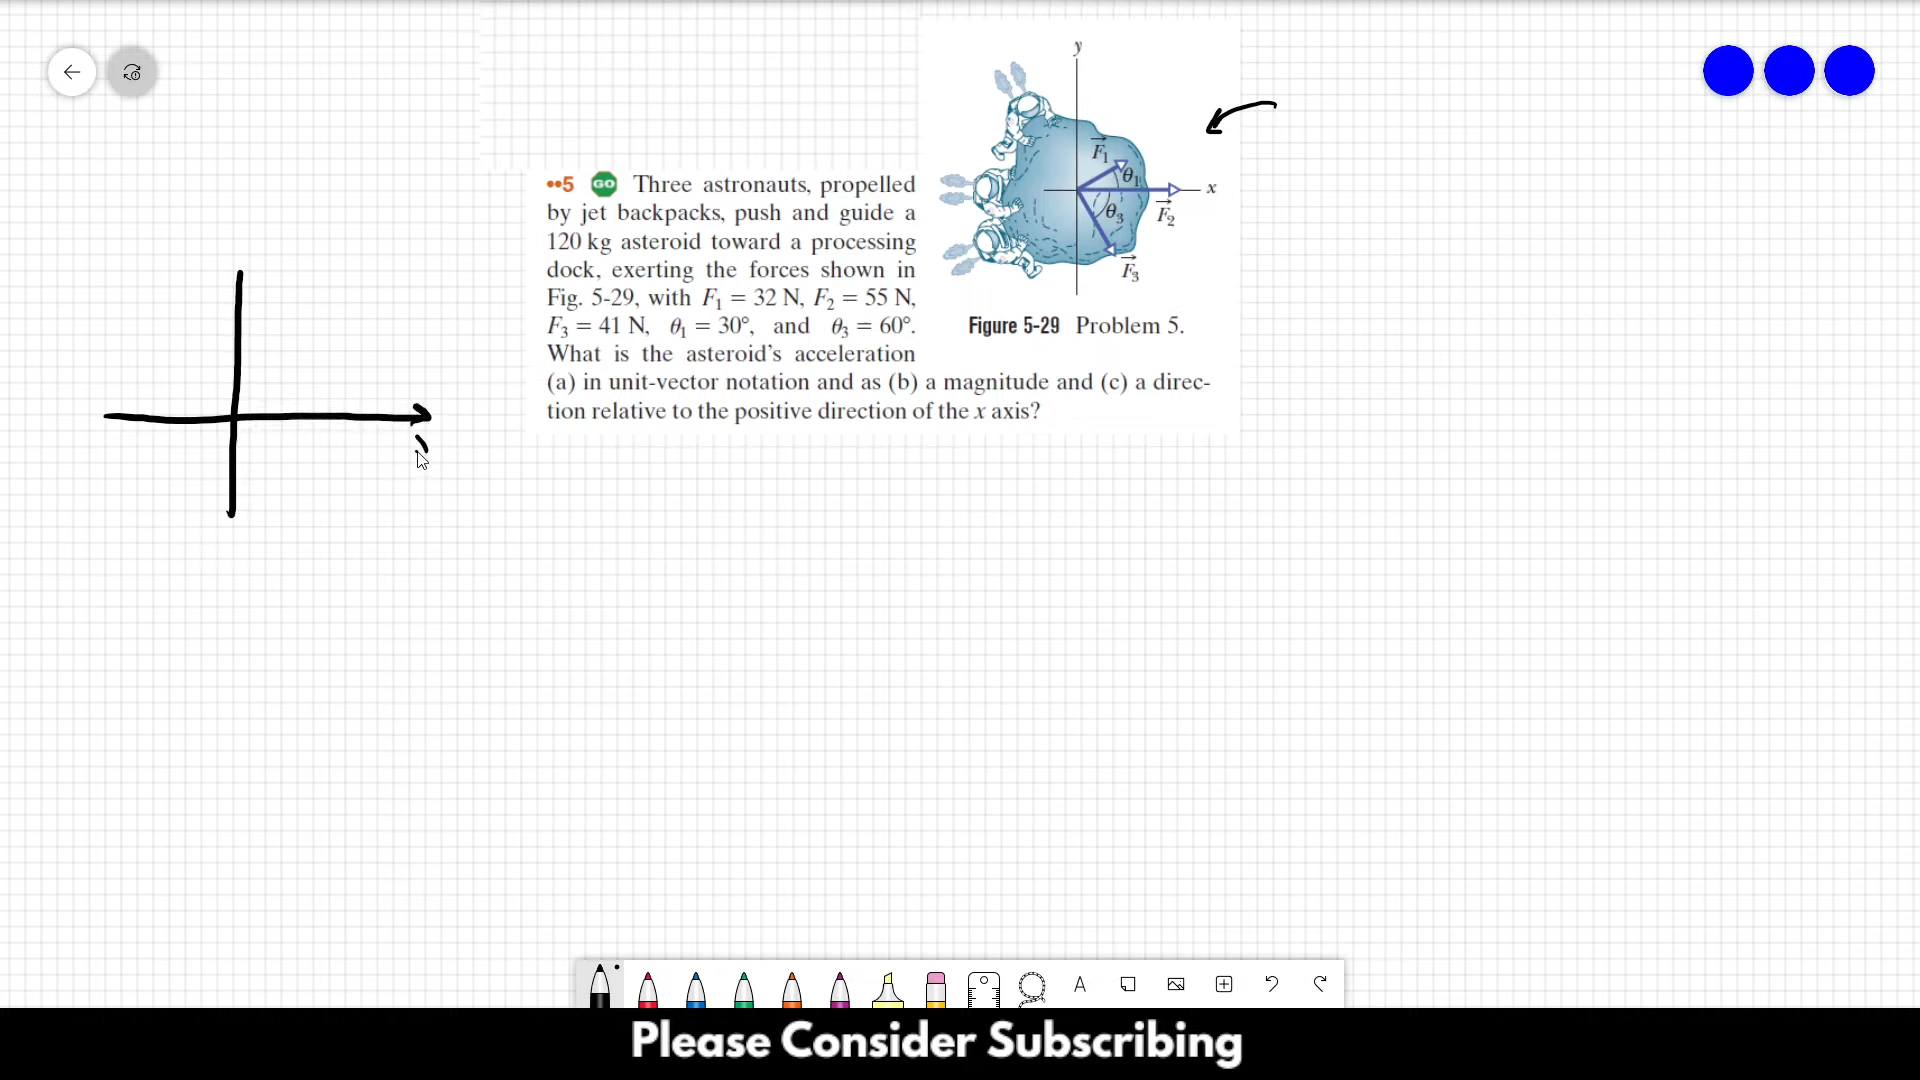 ••5 GO Three astronauts, propelled
by jet backpacks, push and guide a
120 kg asteroid toward a processing
dock, exerting the forces shown in
Fig. 5-29, with F₁ = 32 N, F₂ = 55 N,
F₃ = 41 N, θ₁ = 30°, and θ₃ = 60°.
What is the asteroid's acceleration
(a) in unit-vector notation and as (b) a magnitude and (c) a direc-
tion relative to the positive direction of the x axis?
y
F₁
θ₁
x
θ₃
F₂
F₃
Figure 5-29 Problem 5.
A
Please Consider Subscribing